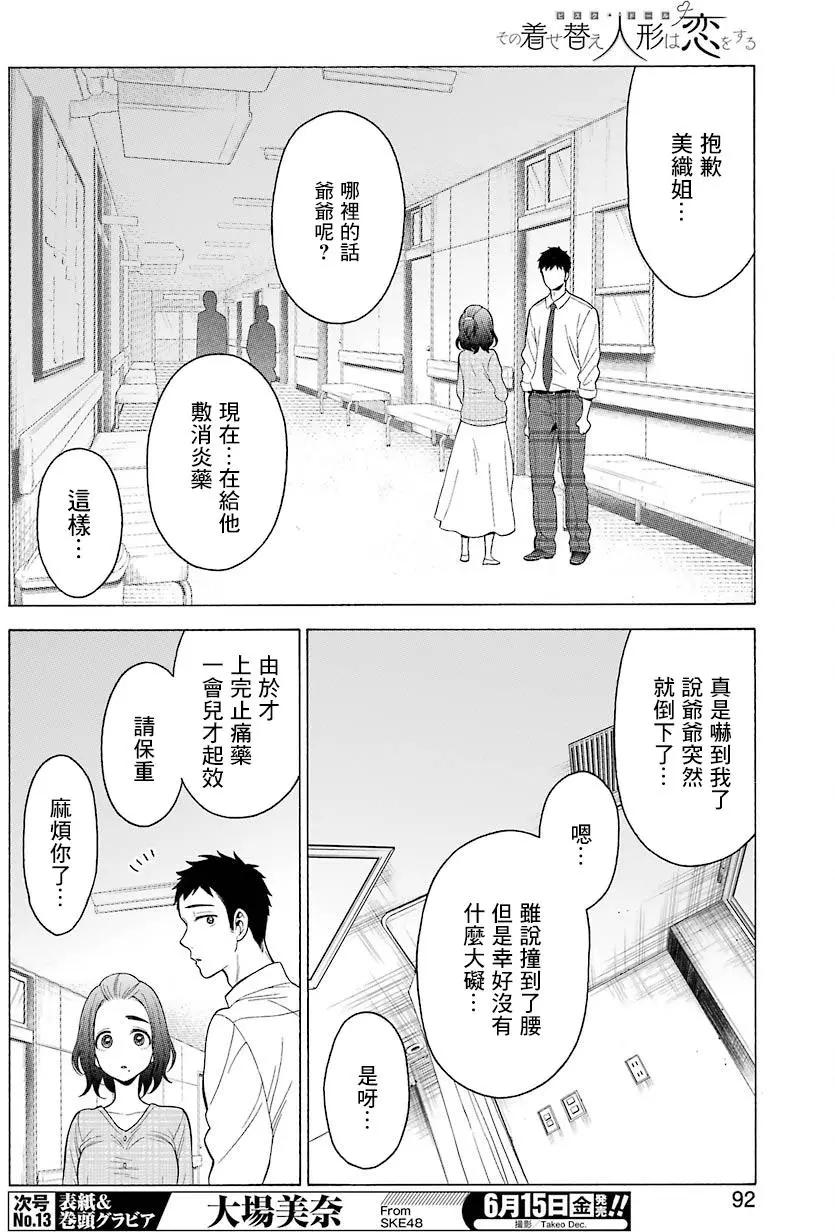 ビスク・ドール
その着せ替え人形は恋をする
抱歉
美織姐…
哪裡的話
爺爺呢？
現在…在給他
敷消炎藥
這樣…
真是嚇到我了
說爺爺突然
就倒下了…
嗯…
雖說撞到了腰
但是幸好沒有
什麼大礙…
是呀…
由於才
上完止痛藥
一會兒才起效
請保重
麻煩你了…
92
次号
No.13
表紙&
巻頭グラビア
大場美奈
From
SKE48
6月15日金発売!!
撮影／Takeo Dec.